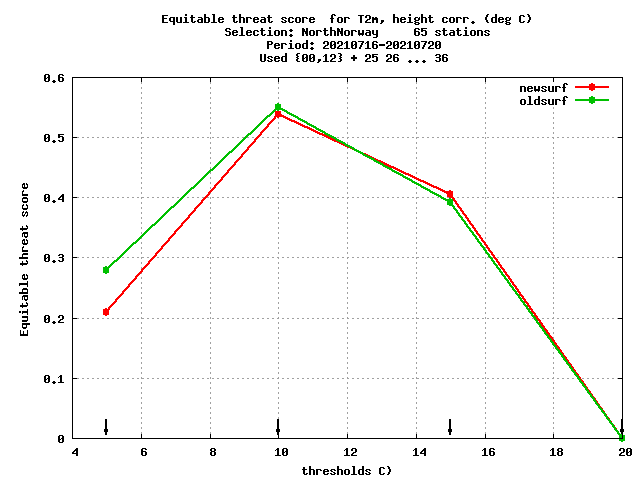 Equitable threat score  for T2m, height corr. (deg C)
Selection: NorthNorway     65 stations
Period: 20210716-20210720
Used {00,12} + 25 26 ... 36
newsurf
oldsurf
0.6
0.5
0.4
0.3
0.2
0.1
0
Equitable threat score
4 6 8 10 12 14 16 18 20
thresholds C)